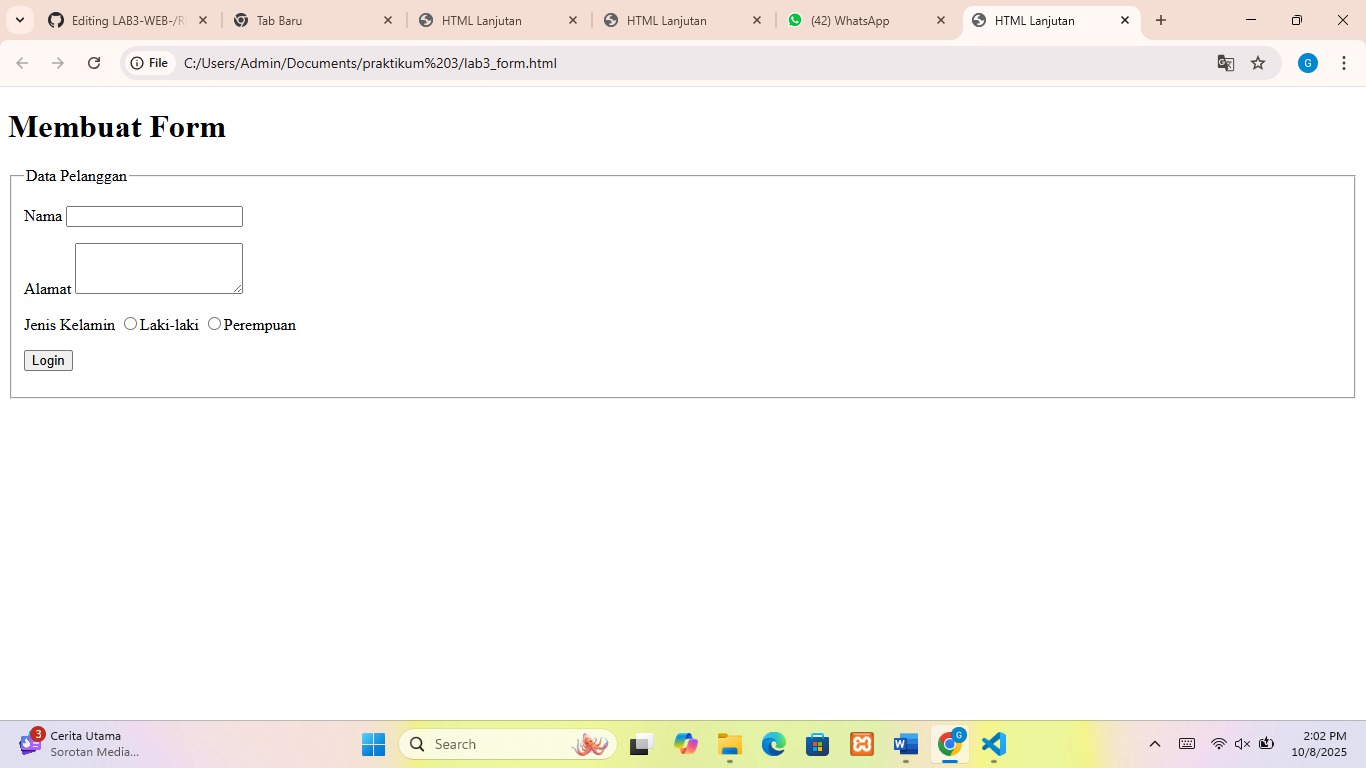 Editing LAB3-WEB-/R
Tab Baru
HTML Lanjutan
HTML Lanjutan
(42) WhatsApp
HTML Lanjutan
File
C:/Users/Admin/Documents/praktikum%203/lab3_form.html
G
Membuat Form
Data Pelanggan
Nama
Alamat
Jenis Kelamin Laki-laki Perempuan
Login
3
Cerita Utama
Sorotan Media...
Search
W
G
2:02 PM
10/8/2025